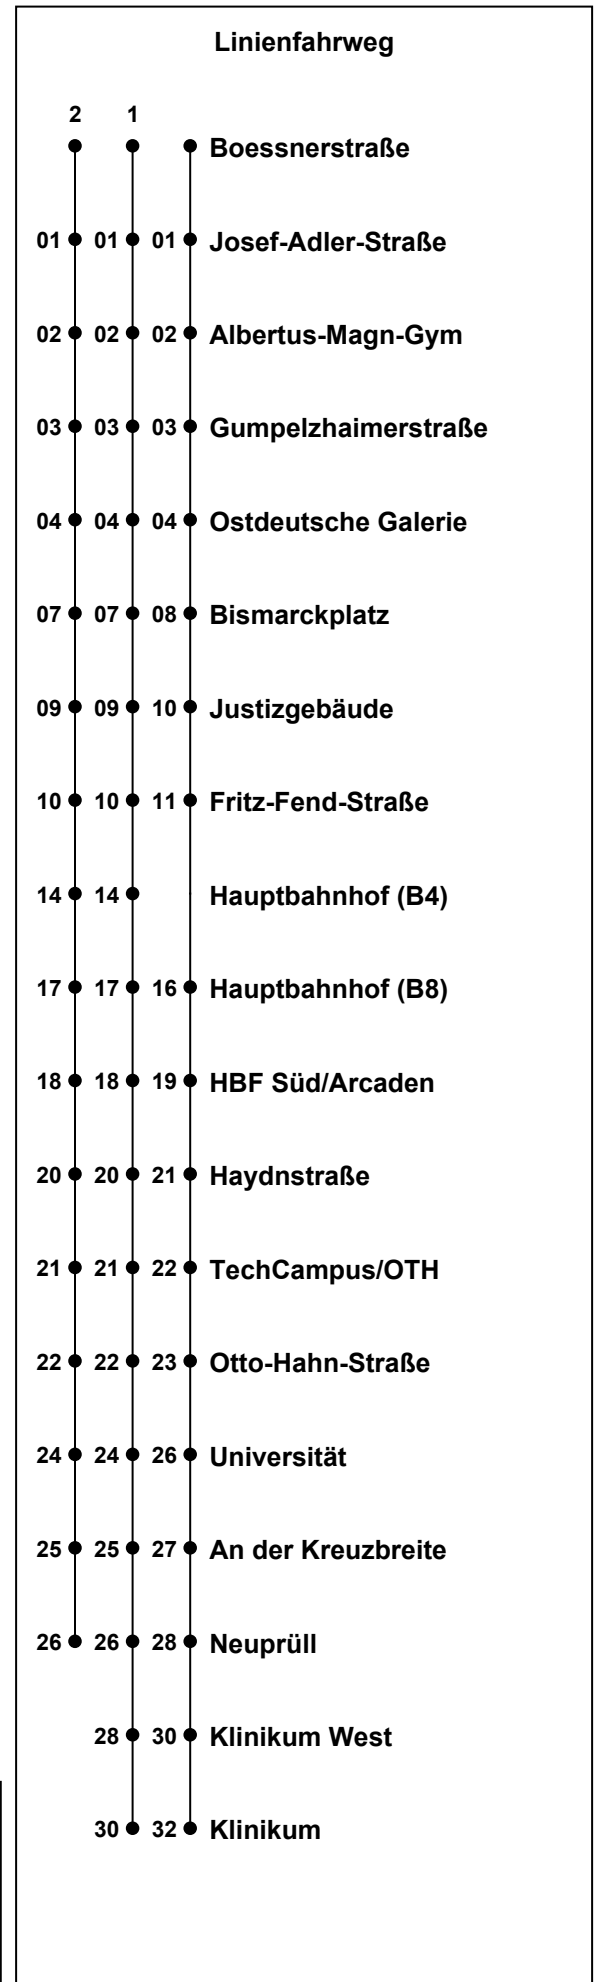 Linienfahrweg
2 1
Boessnerstraße
01 01 01 Josef-Adler-Straße
02 02 02 Albertus-Magn-Gym
03 03 03 Gumpelzhaimerstraße
04 04 04 Ostdeutsche Galerie
07 07 08 Bismarckplatz
09 09 10 Justizgebäude
10 10 11 Fritz-Fend-Straße
14 14 Hauptbahnhof (B4)
17 17 16 Hauptbahnhof (B8)
18 18 19 HBF Süd/Arcaden
20 20 21 Haydnstraße
21 21 22 TechCampus/OTH
22 22 23 Otto-Hahn-Straße
24 24 26 Universität
25 25 27 An der Kreuzbreite
26 26 28 Neuprüll
28 30 Klinikum West
30 32 Klinikum